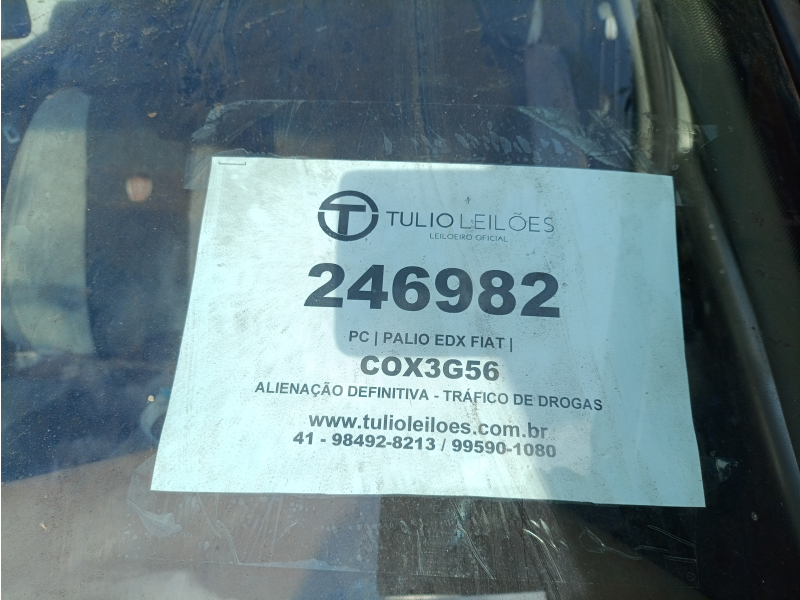 TULIO LEILÕES
LEILOEIRO OFICIAL
246982
PC | PALIO EDX FIAT |
COX3G56
ALIENAÇÃO DEFINITIVA - TRÁFICO DE DROGAS
www.tulioleiloes.com.br
41 - 98492-8213 / 99590-1080